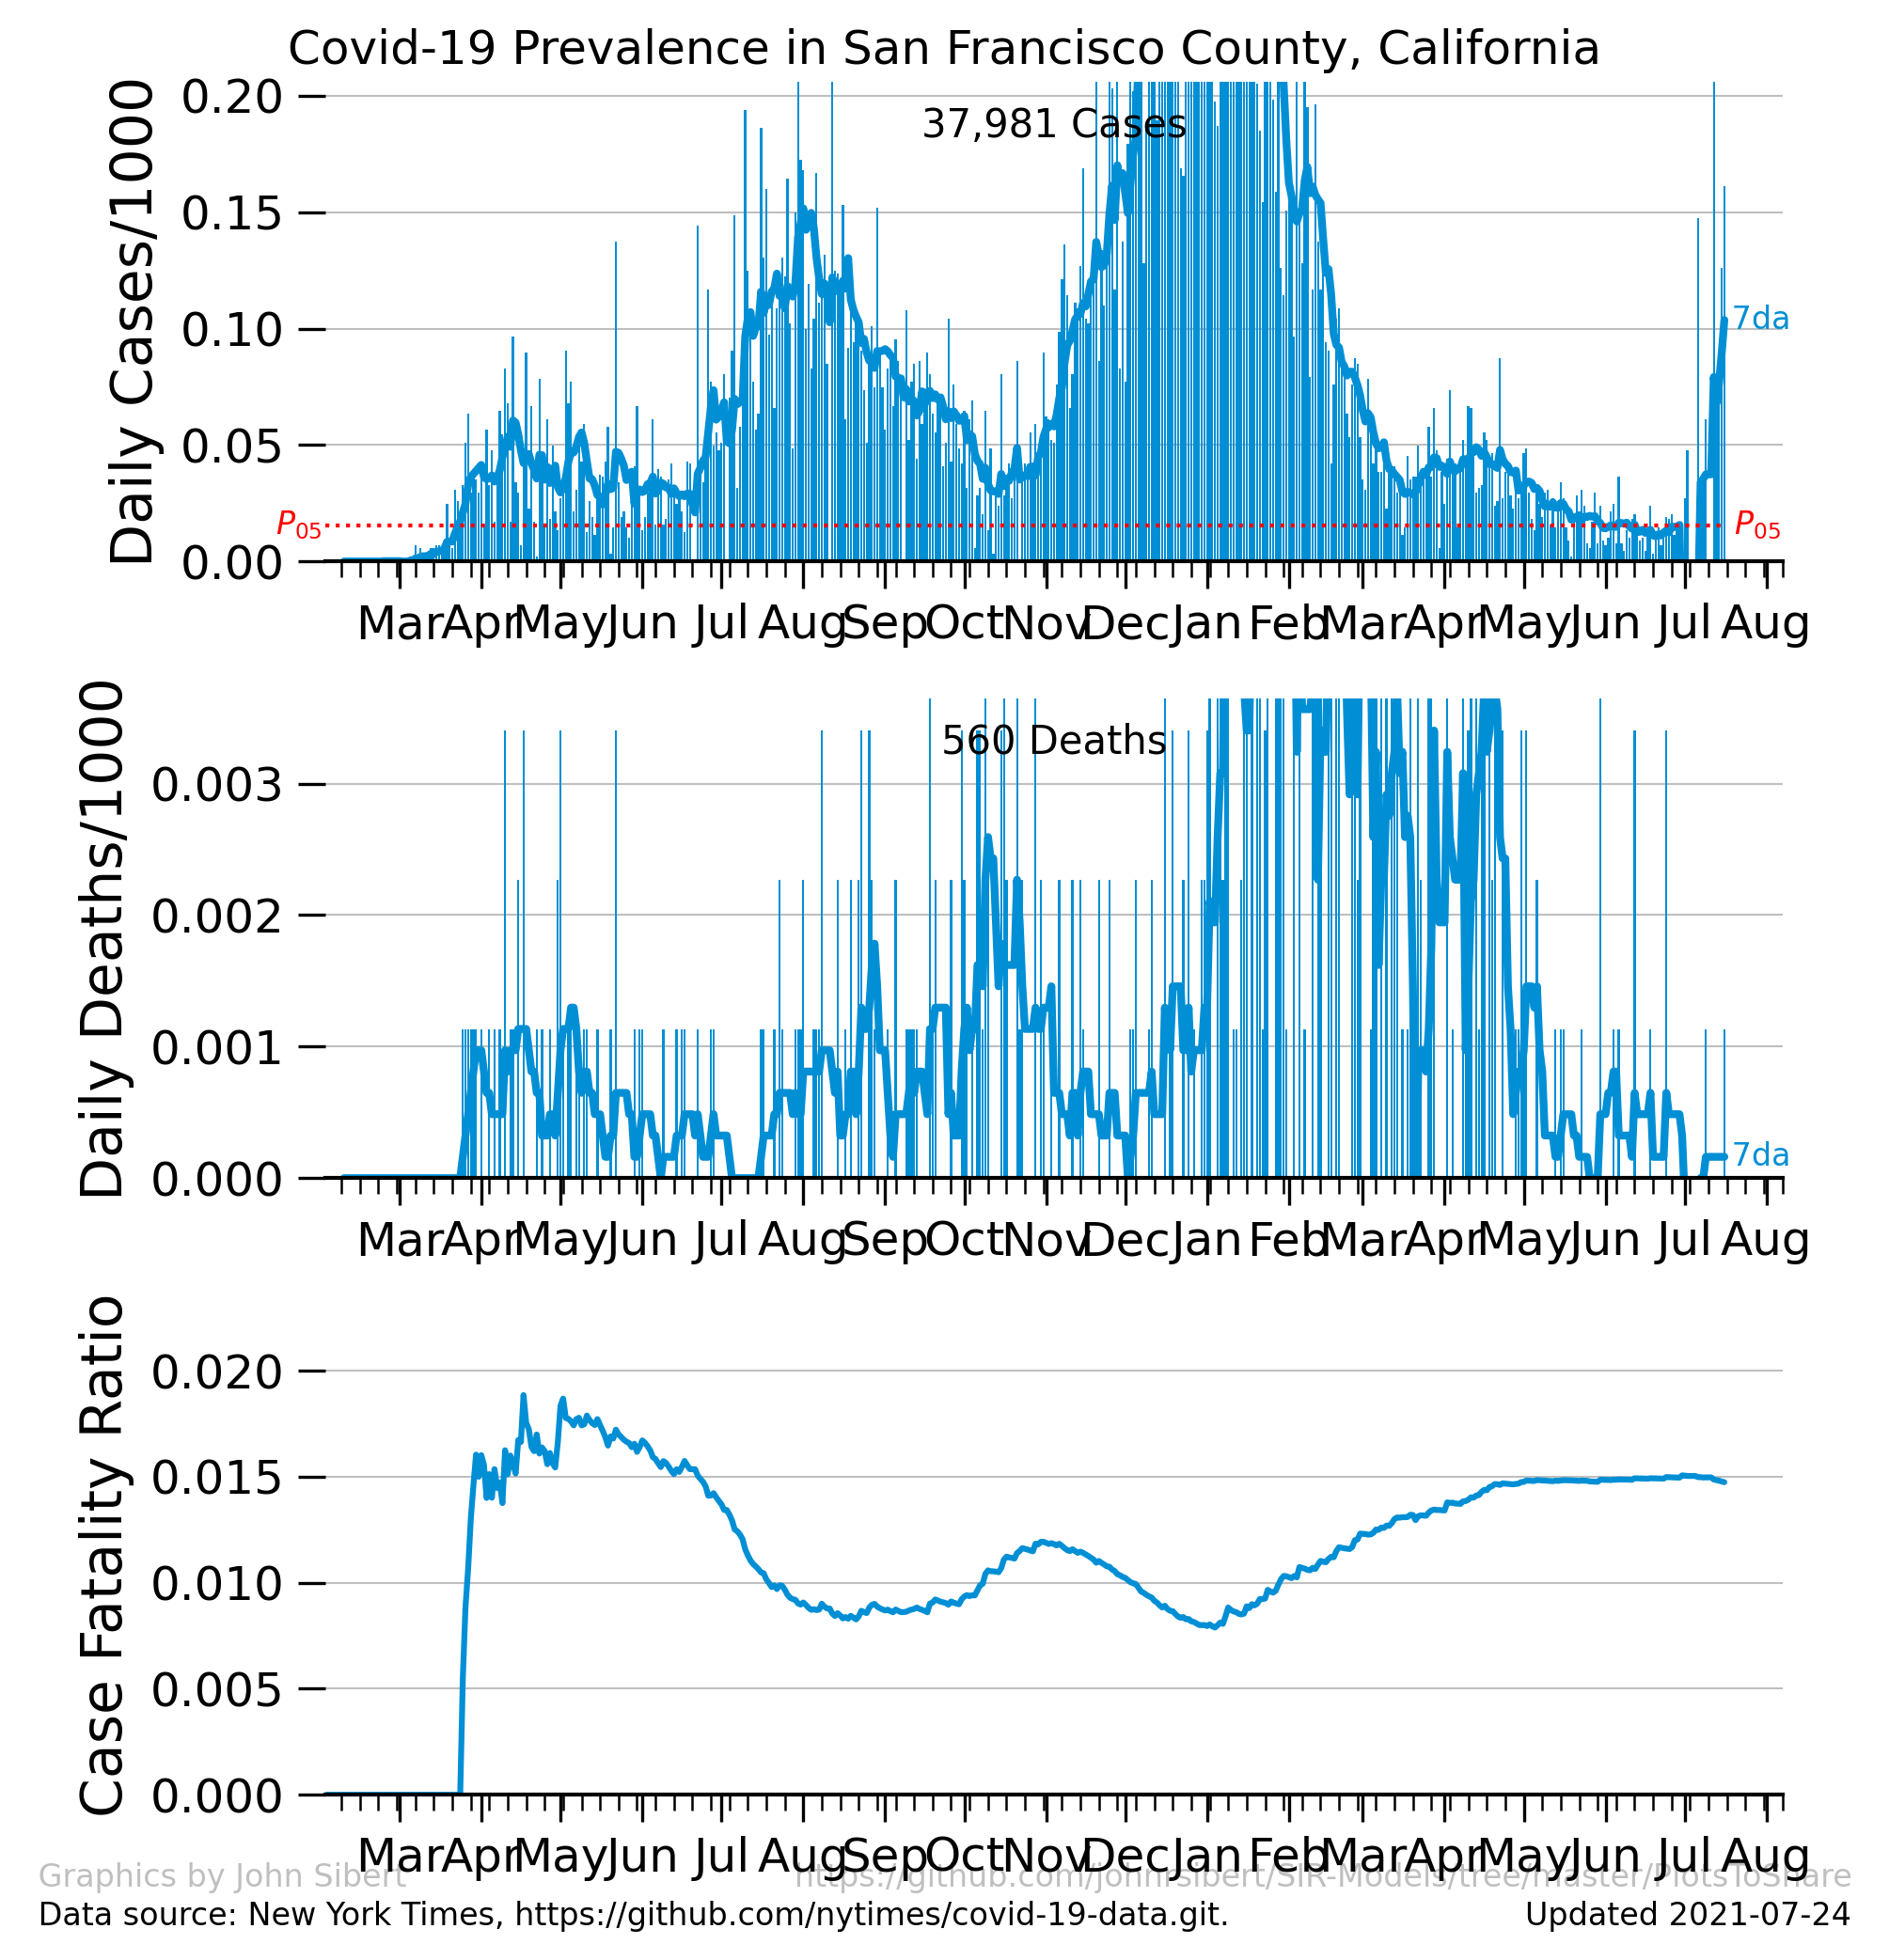 Covid-19 Prevalence in San Francisco County, California
Daily Cases/1000
0.20
0.15
0.10
0.05
0.00
37,981 Cases
7da
P05
P05
Mar Apr May Jun Jul Aug Sep Oct Nov Dec Jan Feb Mar Apr May Jun Jul Aug
Daily Deaths/1000
0.003
0.002
0.001
0.000
560 Deaths
7da
Mar Apr May Jun Jul Aug Sep Oct Nov Dec Jan Feb Mar Apr May Jun Jul Aug
Case Fatality Ratio
0.020
0.015
0.010
0.005
0.000
Mar Apr May Jun Jul Aug Sep Oct Nov Dec Jan Feb Mar Apr May Jun Jul Aug
Graphics by John Sibert https://github.com/johnrsibert/SIR-Models/tree/master/PlotsToShare
Data source: New York Times, https://github.com/nytimes/covid-19-data.git. Updated 2021-07-24